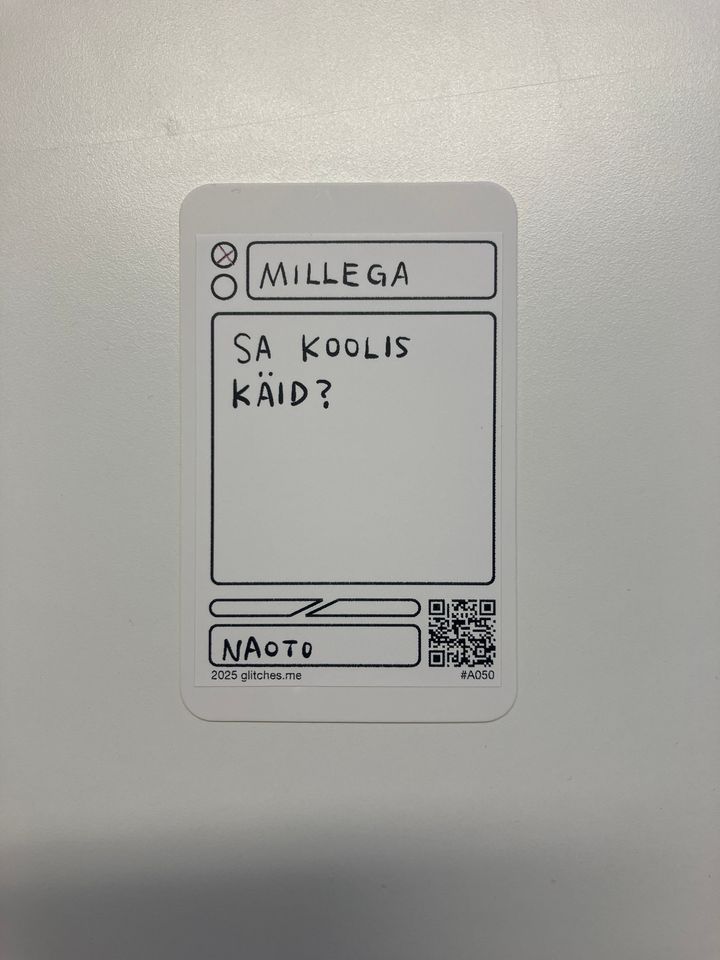 MILLEGA
SA KOOLIS
KÄID?
NAOTO
2025 glitches.me
#A050